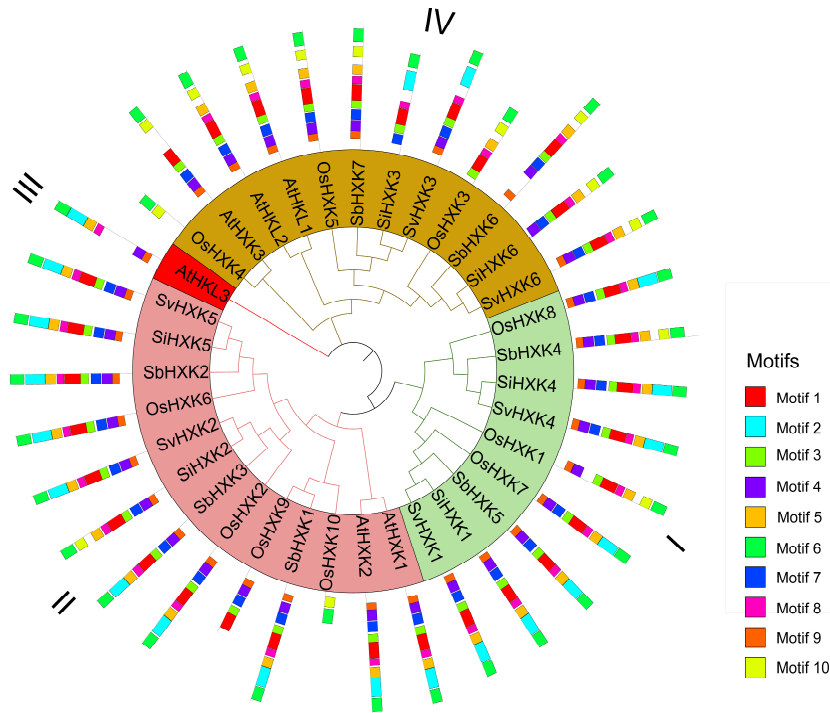 IV
III
II
I
OsHXK4
AtHXK3
AtHKL2
AtHKL1
OsHXK5
SbHXK7
SiHXK3
SvHXK3
OsHXK3
SbHXK6
SiHXK6
SvHXK6
OsHXK8
SbHXK4
SiHXK4
SvHXK4
OsHXK1
OsHXK7
SbHXK5
SiHXK1
SvHXK1
AtHXK1
AtHXK2
OsHXK10
SbHXK1
OsHXK9
OsHXK2
SbHXK3
SiHXK2
SvHXK2
OsHXK6
SbHXK2
SiHXK5
SvHXK5
AtHKL3
Motifs
Motif 1
Motif 2
Motif 3
Motif 4
Motif 5
Motif 6
Motif 7
Motif 8
Motif 9
Motif 10